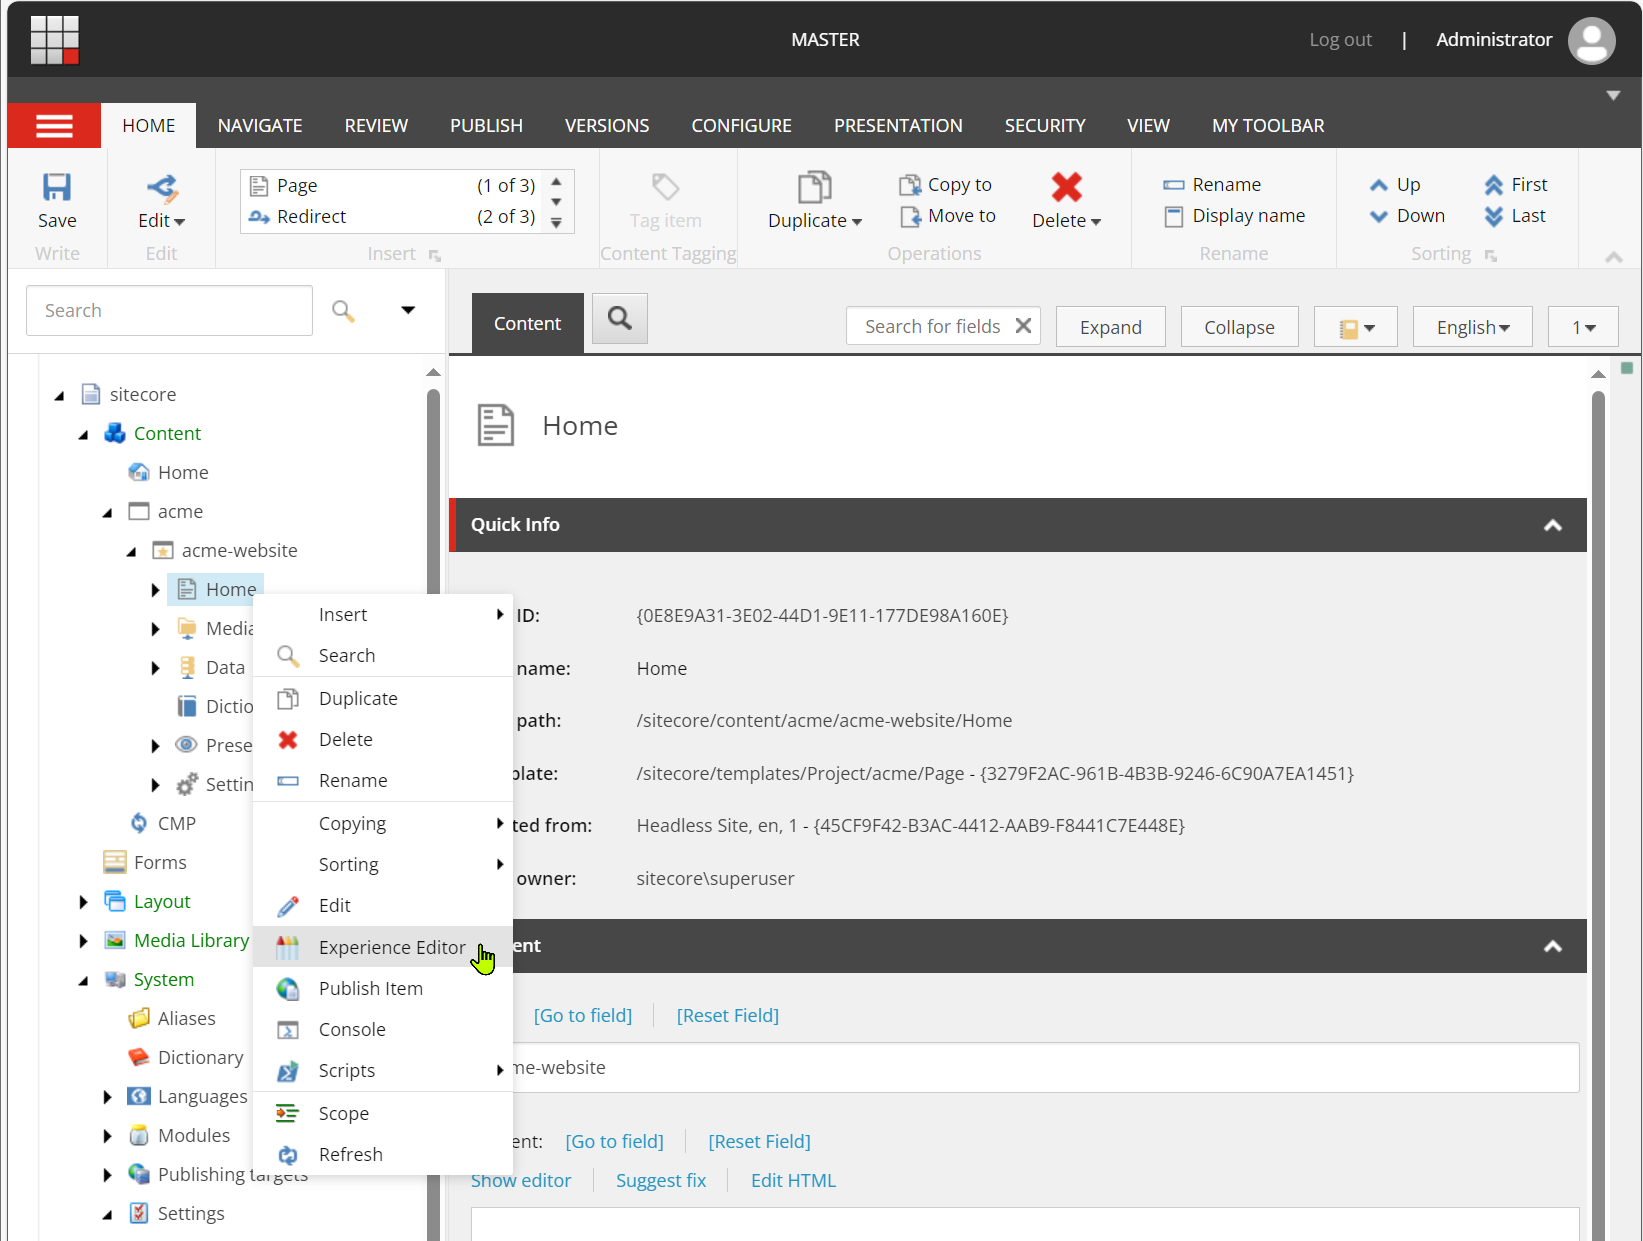 MASTER
Log out | Administrator
HOME NAVIGATE REVIEW PUBLISH VERSIONS CONFIGURE PRESENTATION SECURITY VIEW MY TOOLBAR
Page (1 of 3) Copy to Rename Up First
Redirect (2 of 3) Move to Display name Down Last
Save Edit Tag item Duplicate Delete
Write Edit Insert Content Tagging Operations Rename Sorting
Search
Content Search for fields Expand Collapse English 1
sitecore
Content
Home
acme
acme-website
Home
Media
Data
Dictio
Prese
Settin
CMP
Forms
Layout
Media Library
System
Aliases
Dictionary
Languages
Modules
Publishing targets
Settings
Insert
Search
Duplicate
Delete
Rename
Copying
Sorting
Edit
Experience Editor
Publish Item
Console
Scripts
Scope
Refresh
Home
Quick Info
ID: {0E8E9A31-3E02-44D1-9E11-177DE98A160E}
name: Home
path: /sitecore/content/acme/acme-website/Home
plate: /sitecore/templates/Project/acme/Page - {3279F2AC-961B-4B3B-9246-6C90A7EA1451}
ted from: Headless Site, en, 1 - {45CF9F42-B3AC-4412-AAB9-F8441C7E448E}
owner: sitecore\superuser
ent
[Go to field] [Reset Field]
me-website
ent: [Go to field] [Reset Field]
Show editor Suggest fix Edit HTML